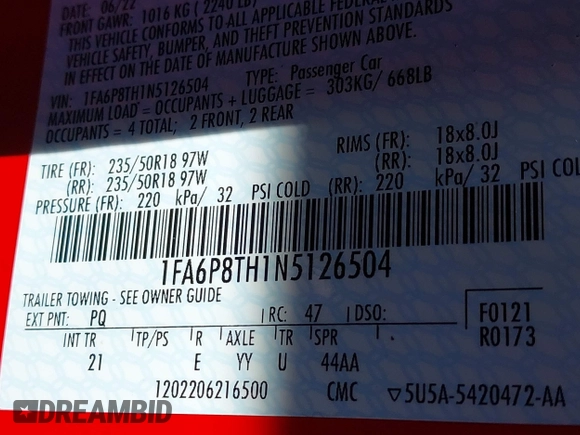 DATE: 06/22
FRONT GAWR: 1016 KG ( 2240 LB)
THIS VEHICLE CONFORMS TO ALL APPLICABLE FEDERAL
VEHICLE SAFETY, BUMPER, AND THEFT PREVENTION STANDARDS
IN EFFECT ON THE DATE OF MANUFACTURE SHOWN ABOVE.
VIN: 1FA6P8TH1N5126504 TYPE: Passenger Car
MAXIMUM LOAD = OCCUPANTS + LUGGAGE = 303KG/ 668LB
OCCUPANTS = 4 TOTAL; 2 FRONT, 2 REAR
TIRE (FR): 235/50R18 97W RIMS (FR): 18x8.0J
(RR): 235/50R18 97W (RR): 18x8.0J
PRESSURE (FR): 220 kPa/ 32 PSI COLD (RR): 220 kPa/ 32 PSI COLD
1FA6P8TH1N5126504
TRAILER TOWING - SEE OWNER GUIDE
EXT PNT: PQ RC: 47 DSO: F0121
INT TR TP/PS R AXLE TR SPR R0173
21 E YY U 44AA
1202206216500 CMC ▽5U5A-5420472-AA
DREAMBID